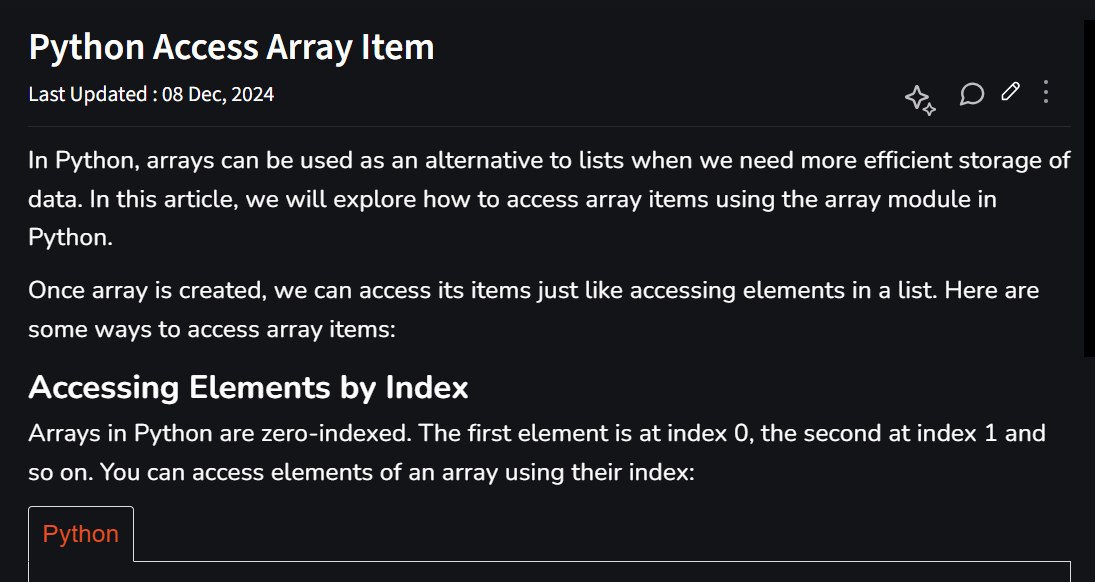 Python Access Array Item
Last Updated : 08 Dec, 2024
In Python, arrays can be used as an alternative to lists when we need more efficient storage of
data. In this article, we will explore how to access array items using the array module in
Python.
Once array is created, we can access its items just like accessing elements in a list. Here are
some ways to access array items:
Accessing Elements by Index
Arrays in Python are zero-indexed. The first element is at index 0, the second at index 1 and
so on. You can access elements of an array using their index:
Python